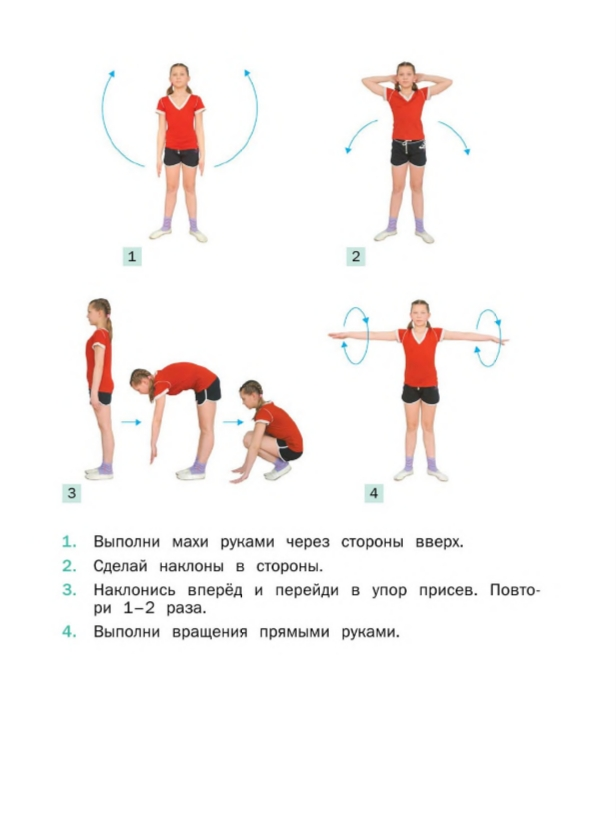 1
2
3
4
1. Выполни махи руками через стороны вверх.
2. Сделай наклоны в стороны.
3. Наклонись вперёд и перейди в упор присев. Повто-
ри 1–2 раза.
4. Выполни вращения прямыми руками.